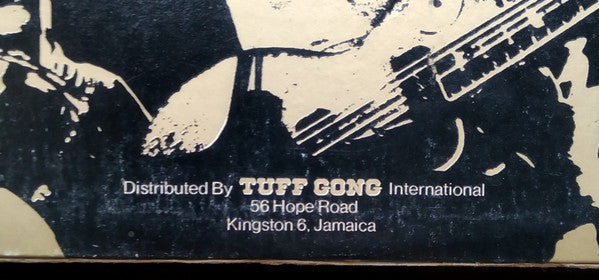 Distributed By TUFF GONG International
56 Hope Road
Kingston 6, Jamaica